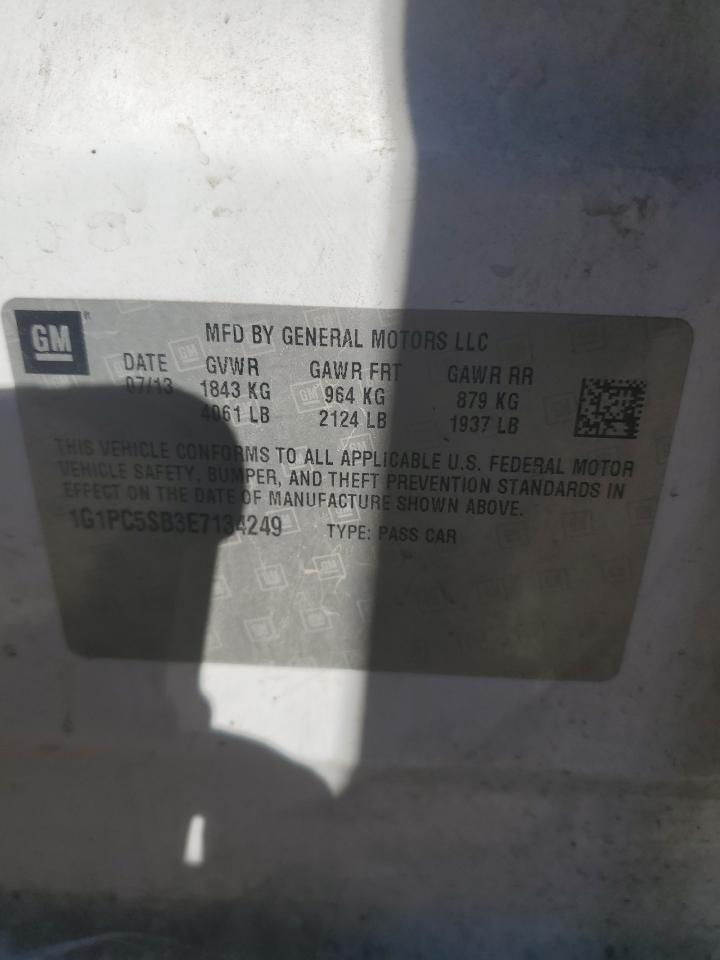 GM
MFD BY GENERAL MOTORS LLC
DATE GVWR GAWR FRT GAWR RR
07/13 1843 KG 964 KG 879 KG
4061 LB 2124 LB 1937 LB
THIS VEHICLE CONFORMS TO ALL APPLICABLE U.S. FEDERAL MOTOR
VEHICLE SAFETY, BUMPER, AND THEFT PREVENTION STANDARDS IN
EFFECT ON THE DATE OF MANUFACTURE SHOWN ABOVE.
1G1PC5SB3E7134249 TYPE: PASS CAR